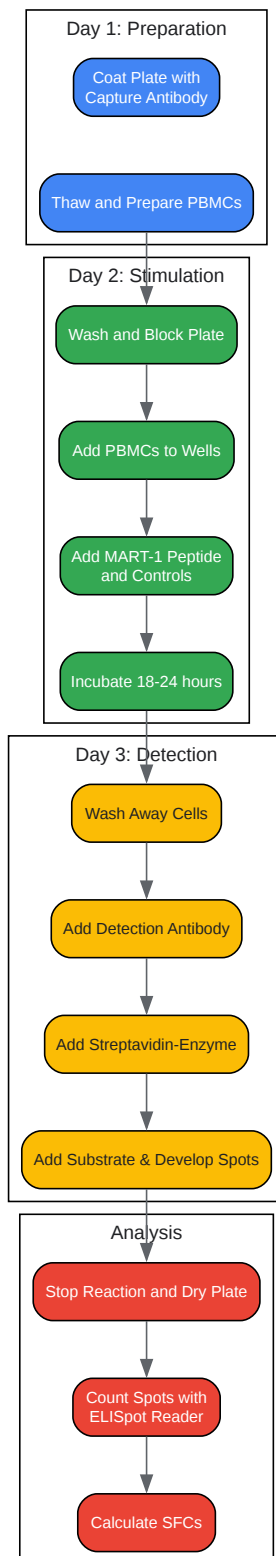 Day 1: Preparation
Coat Plate with
Capture Antibody
Thaw and Prepare PBMCs
Day 2: Stimulation
Wash and Block Plate
Add PBMCs to Wells
Add MART-1 Peptide
and Controls
Incubate 18-24 hours
Day 3: Detection
Wash Away Cells
Add Detection Antibody
Add Streptavidin-Enzyme
Add Substrate & Develop Spots
Analysis
Stop Reaction and Dry Plate
Count Spots with
ELISpot Reader
Calculate SFCs